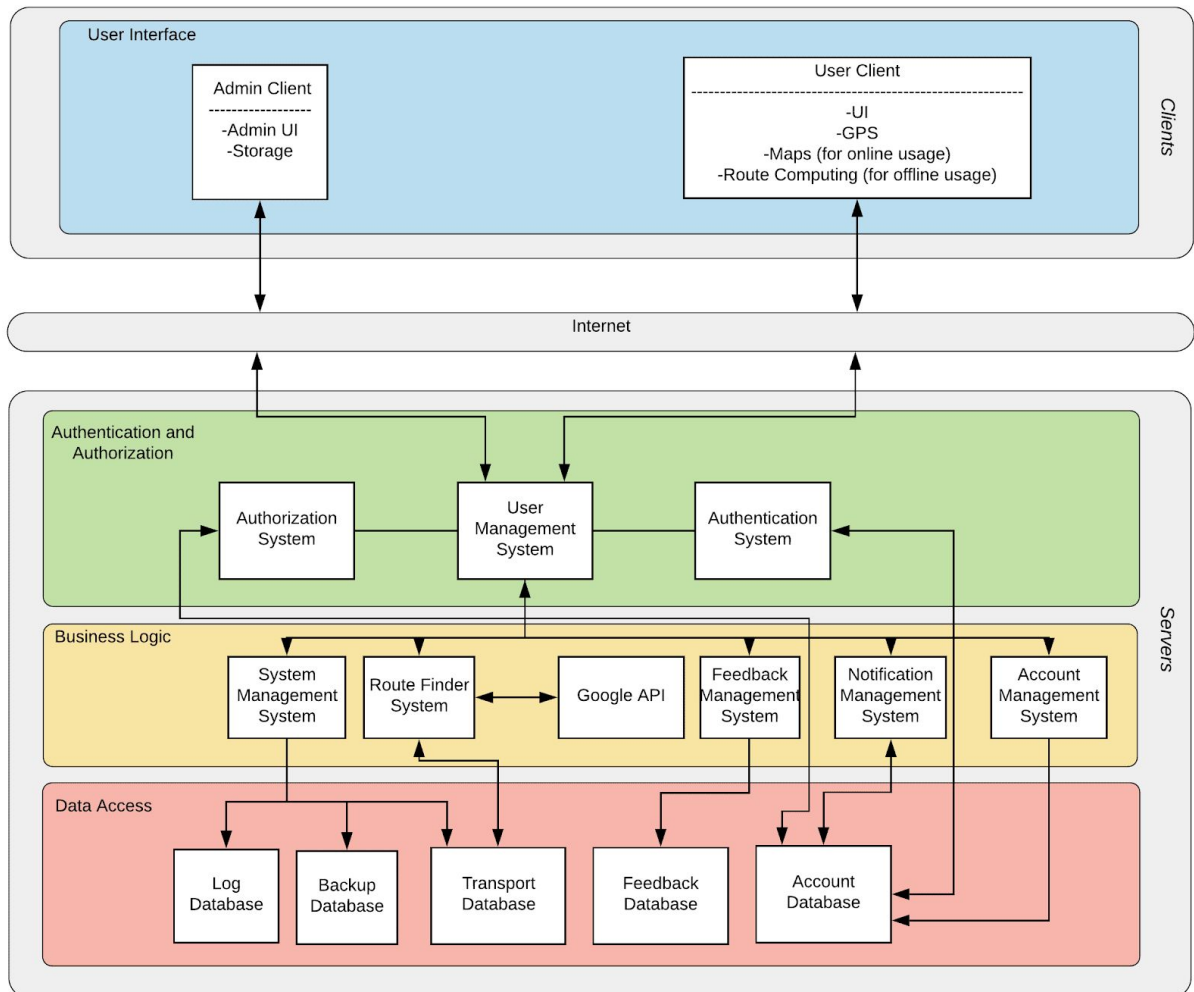 User Interface
Admin Client
------------------
-Admin UI
-Storage
User Client
------------------------------------------------------------
-UI
-GPS
-Maps (for online usage)
-Route Computing (for offline usage)
Clients
Internet
Authentication and
Authorization
Authorization
System
User
Management
System
Authentication
System
Servers
Business Logic
System
Management
System
Route Finder
System
Google API
Feedback
Management
System
Notification
Management
System
Account
Management
System
Data Access
Log
Database
Backup
Database
Transport
Database
Feedback
Database
Account
Database